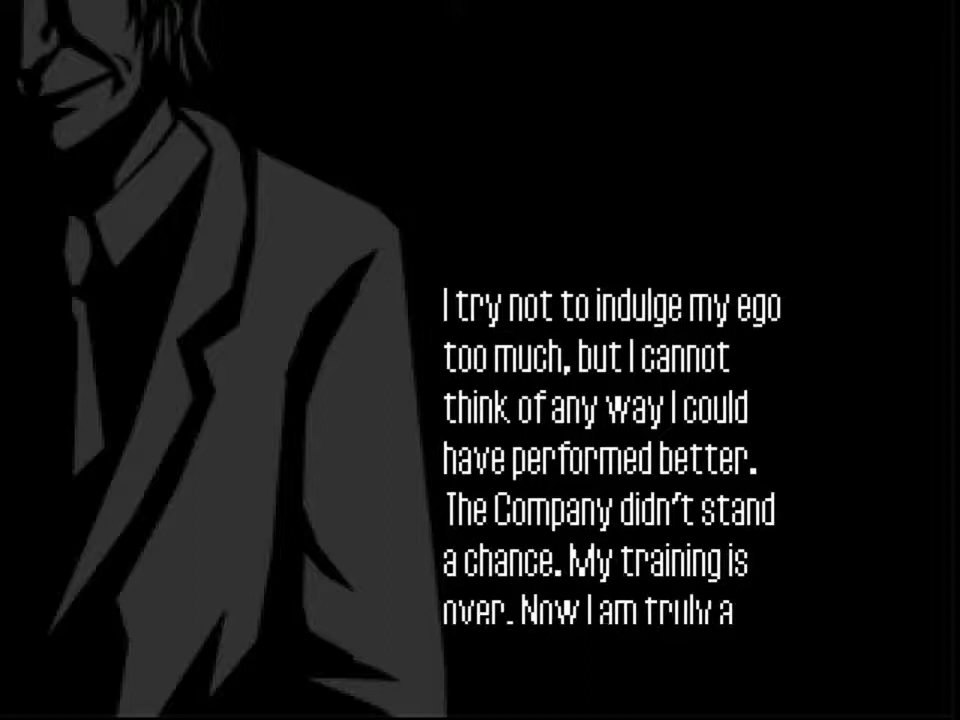 I try not to indulge my ego
too much, but I cannot
think of any way I could
have performed better.
The Company didn't stand
a chance. My training is
over. Now I am truly a